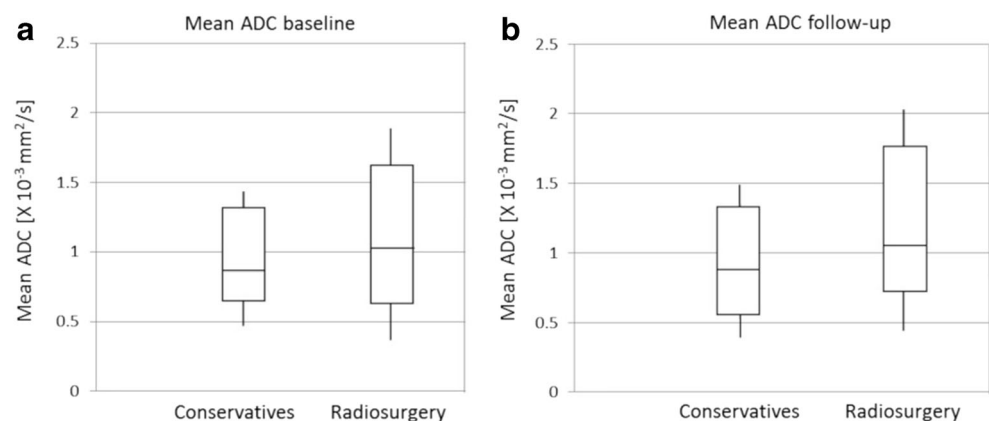 a
Mean ADC baseline
Mean ADC [X 10⁻³ mm²/s]
2.5
2
1.5
1
0.5
0
Conservatives
Radiosurgery
b
Mean ADC follow-up
Mean ADC [X 10⁻³ mm²/s]
2.5
2
1.5
1
0.5
0
Conservatives
Radiosurgery